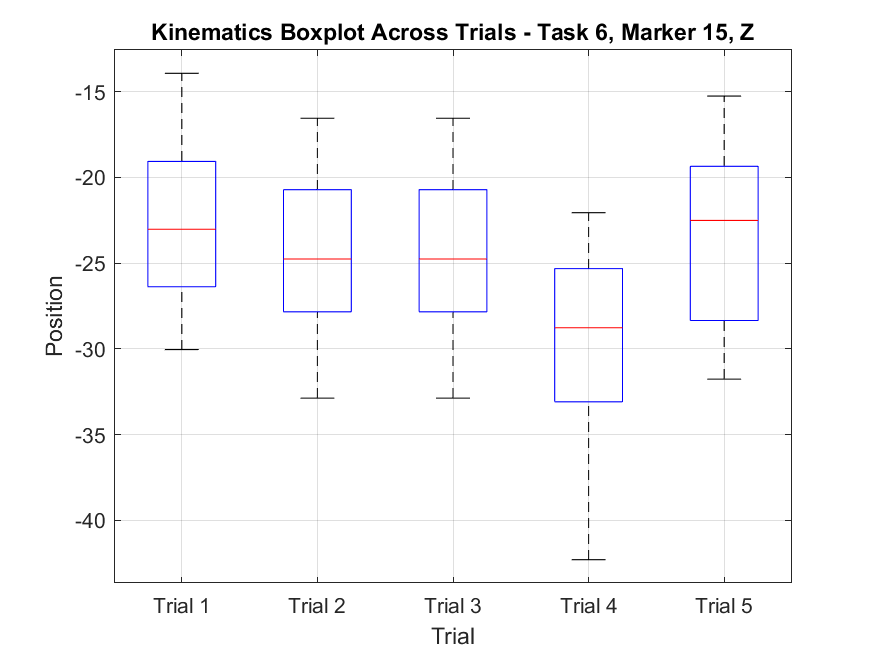 Kinematics Boxplot Across Trials - Task 6, Marker 15, Z
-15
-20
-25
-30
-35
-40
Position
Trial 1 Trial 2 Trial 3 Trial 4 Trial 5
Trial